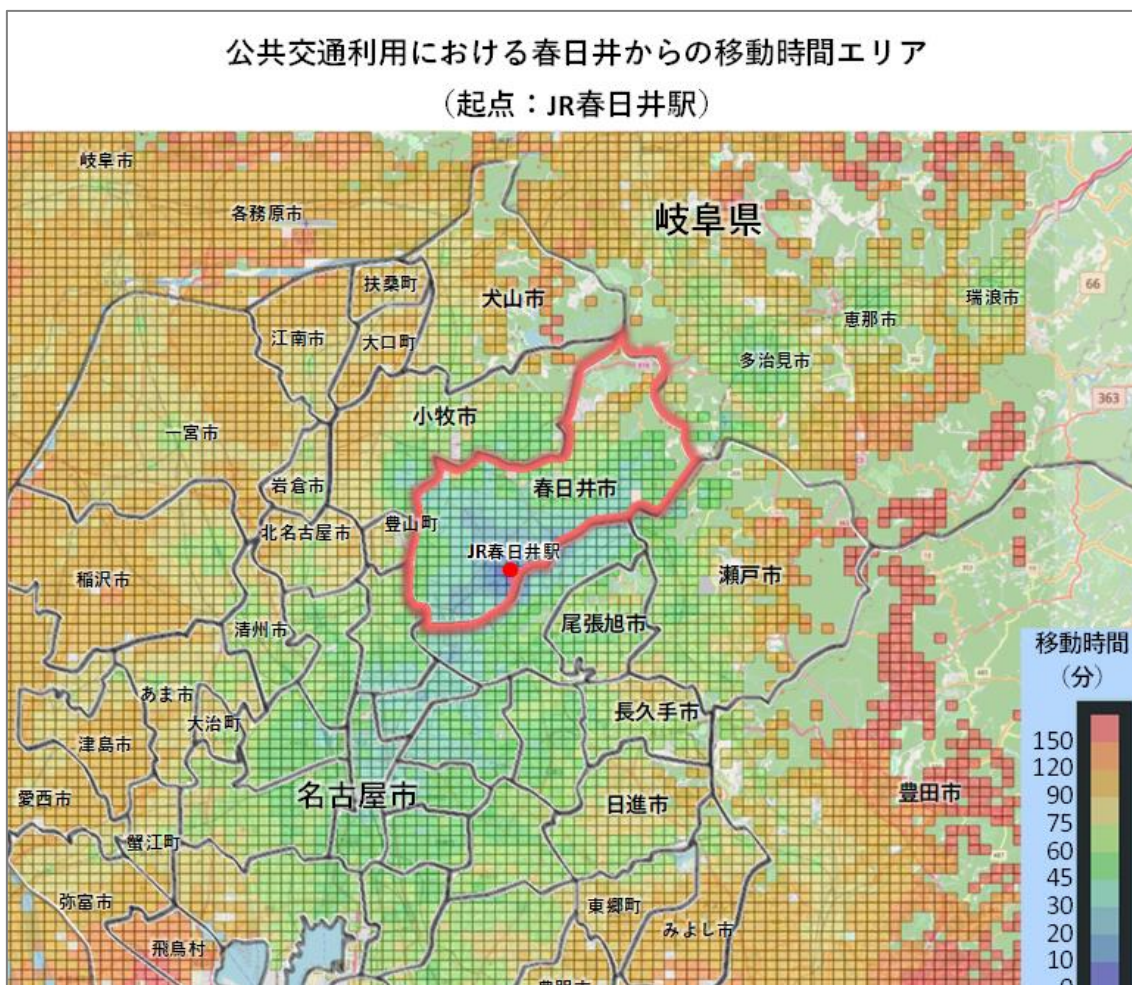 公共交通利用における春日井からの移動時間エリア
（起点：JR春日井駅）
岐阜市
各務原市
岐阜県
扶桑町
犬山市
瑞浪市
66
恵那市
江南市
大口町
多治見市
363
小牧市
一宮市
岩倉市
春日井市
豊山町
北名古屋市
JR春日井駅
稲沢市
瀬戸市
尾張旭市
清州市
移動時間
（分）
あま市
長久手市
大治町
津島市
150
120
名古屋市
豊田市
愛西市
日進市
90
75
蟹江町
60
45
弥富市
東郷町
30
みよし市
飛島村
20
10
0